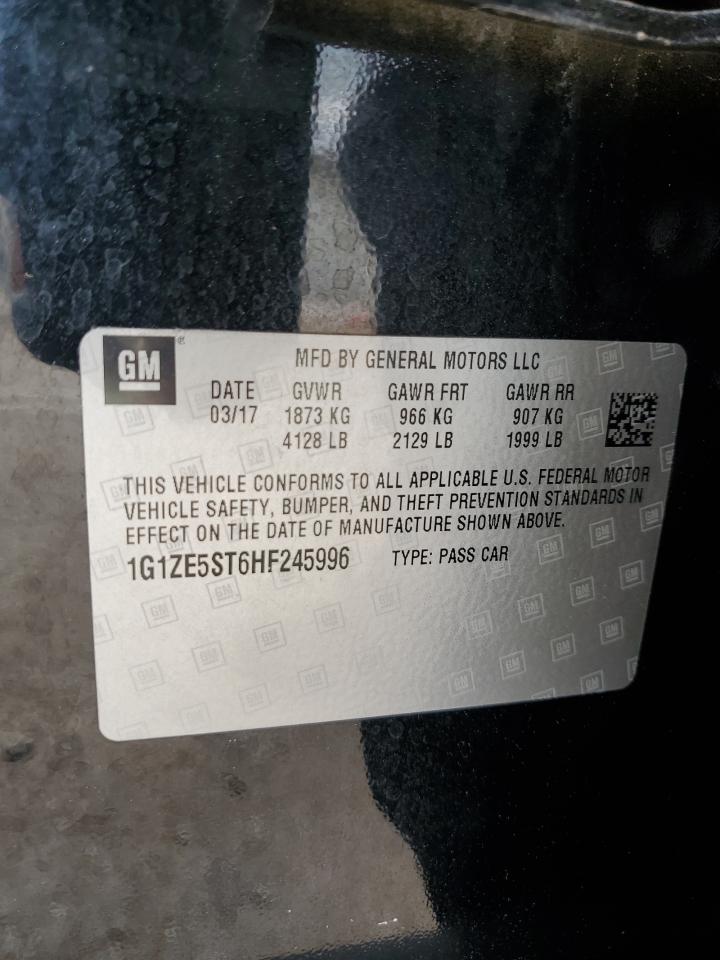 GM
MFD BY GENERAL MOTORS LLC
DATE GVWR GAWR FRT GAWR RR
03/17 1873 KG 966 KG 907 KG
4128 LB 2129 LB 1999 LB
THIS VEHICLE CONFORMS TO ALL APPLICABLE U.S. FEDERAL MOTOR
VEHICLE SAFETY, BUMPER, AND THEFT PREVENTION STANDARDS IN
EFFECT ON THE DATE OF MANUFACTURE SHOWN ABOVE.
1G1ZE5ST6HF245996 TYPE: PASS CAR